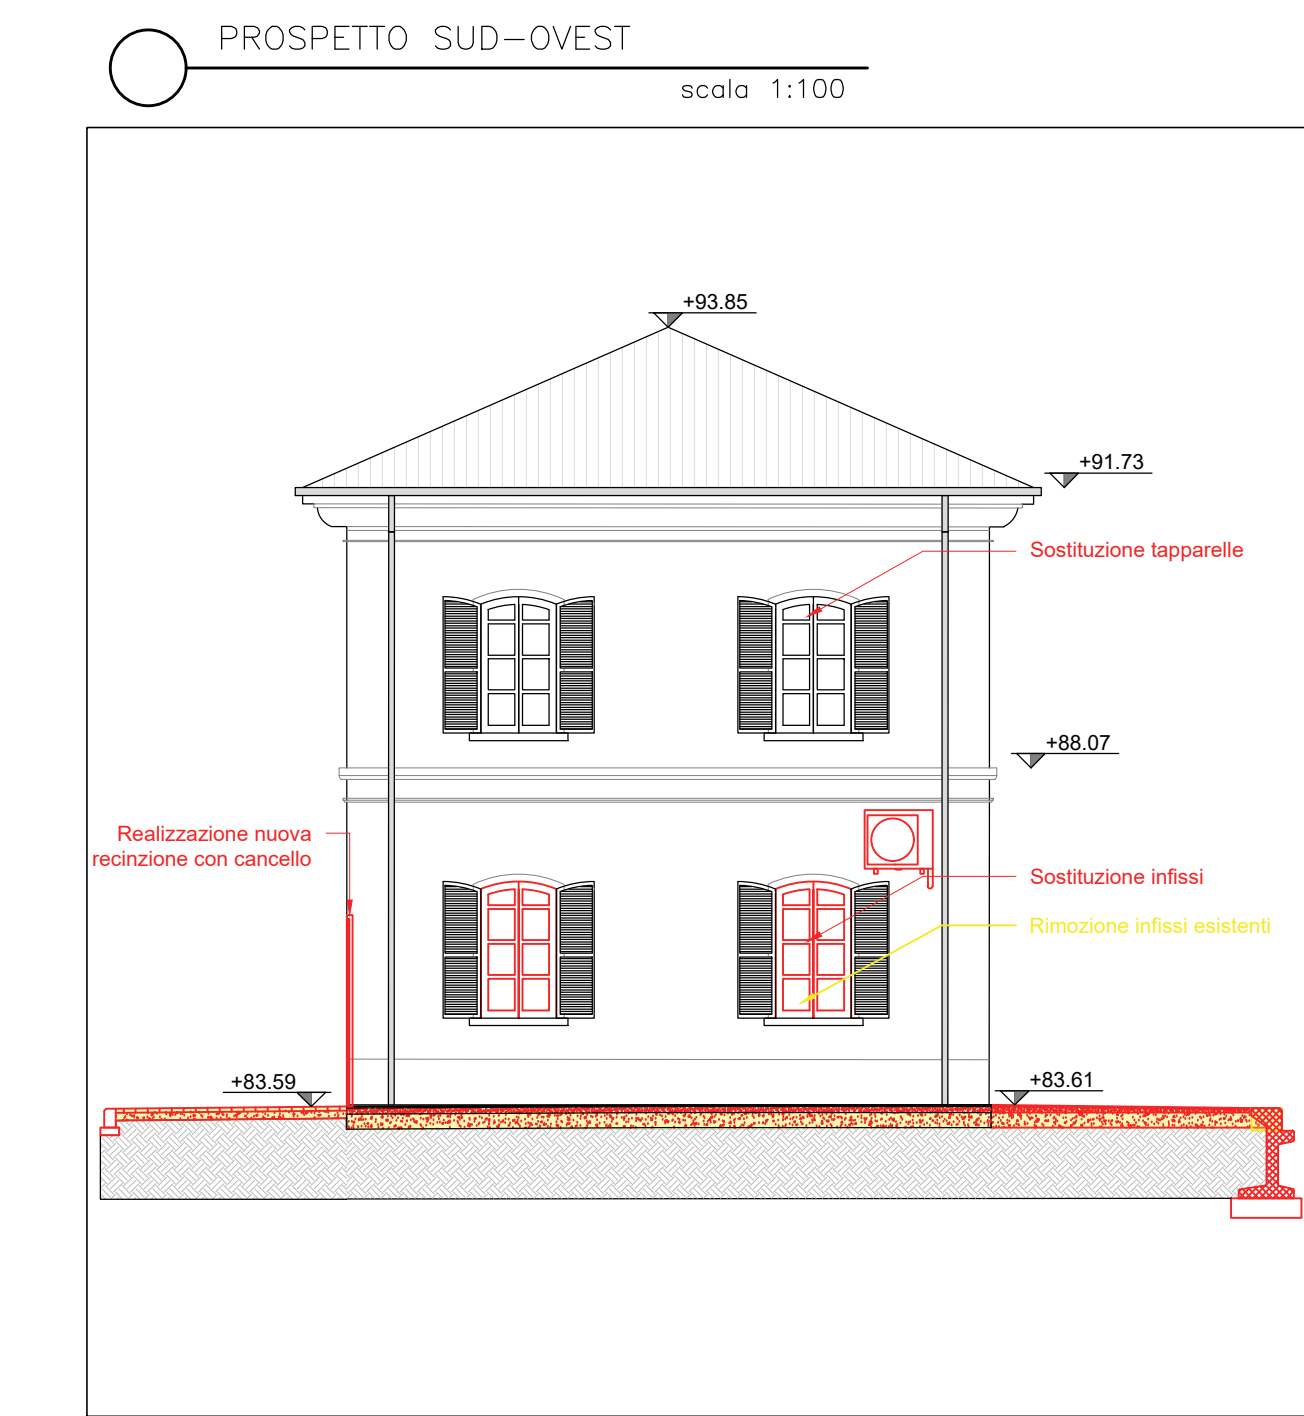 PROSPETTO SUD-OVEST
scala 1:100
+93.85
+91.73
Sostituzione tapparelle
+88.07
Realizzazione nuova
recinzione con cancello
Sostituzione infissi
Rimozione infissi esistenti
+83.59
+83.61